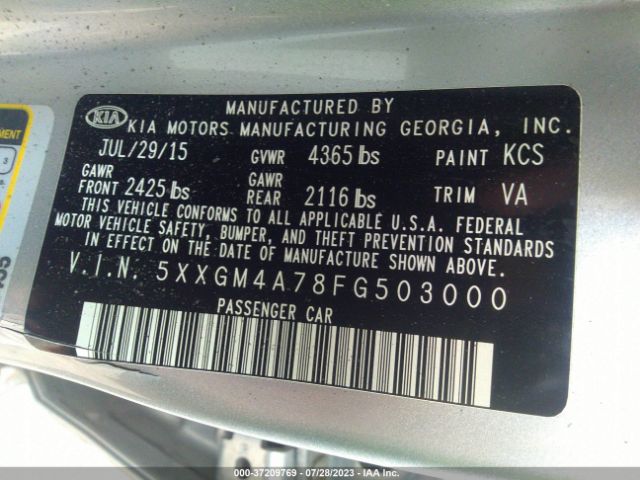 MANUFACTURED BY
KIA KIA MOTORS MANUFACTURING GEORGIA, INC.
JUL/29/15 GVWR 4365 lbs PAINT KCS
GAWR FRONT 2425 lbs GAWR REAR 2116 lbs TRIM VA
THIS VEHICLE CONFORMS TO ALL APPLICABLE U.S.A. FEDERAL
MOTOR VEHICLE SAFETY, BUMPER, AND THEFT PREVENTION STANDARDS
IN EFFECT ON THE DATE OF MANUFACTURE SHOWN ABOVE.
V.I.N. 5XXGM4A78FG503000
PASSENGER CAR
3
000-37209769 / 07/28/2023 / IAA Inc.